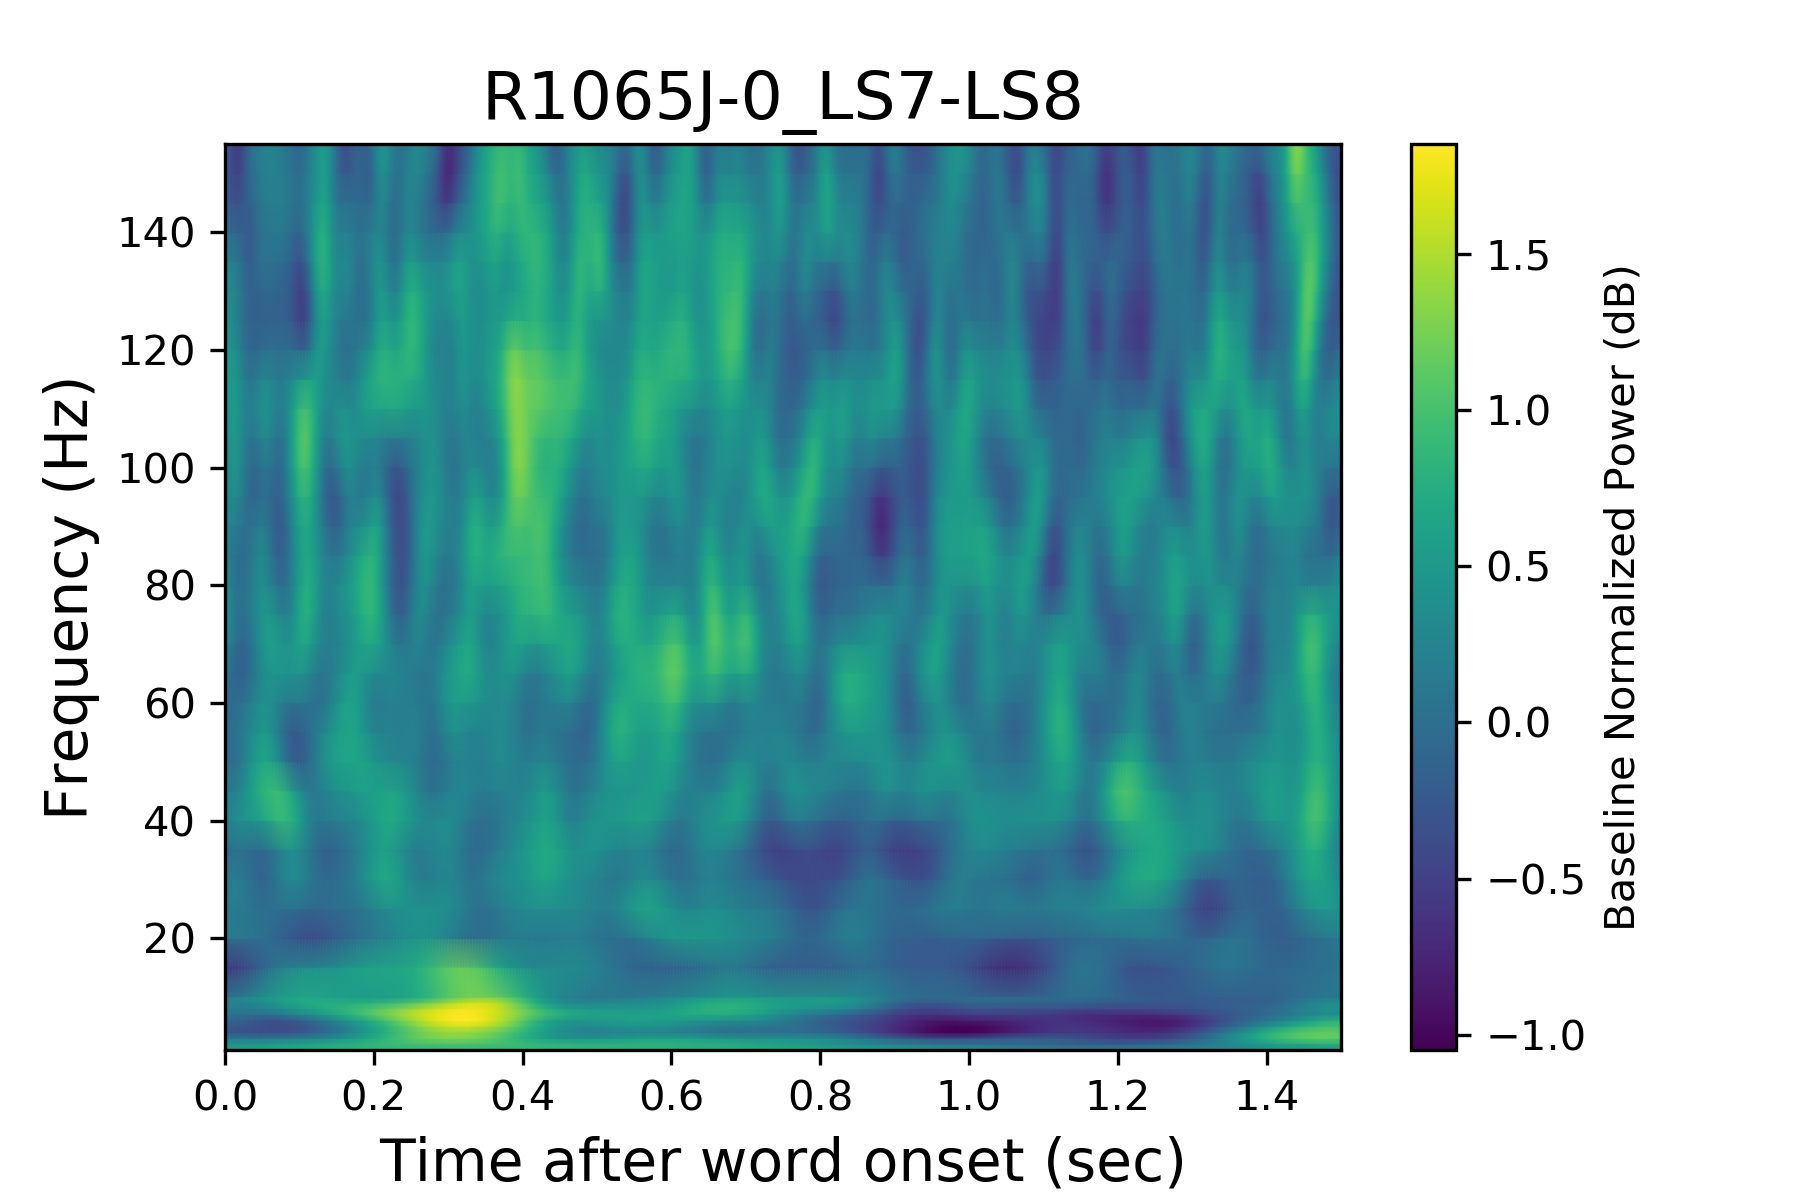 R1065J-0_LS7-LS8
140
120
100
80
60
40
20
Frequency (Hz)
0.0 0.2 0.4 0.6 0.8 1.0 1.2 1.4
Time after word onset (sec)
1.5
1.0
0.5
0.0
−0.5
−1.0
Baseline Normalized Power (dB)